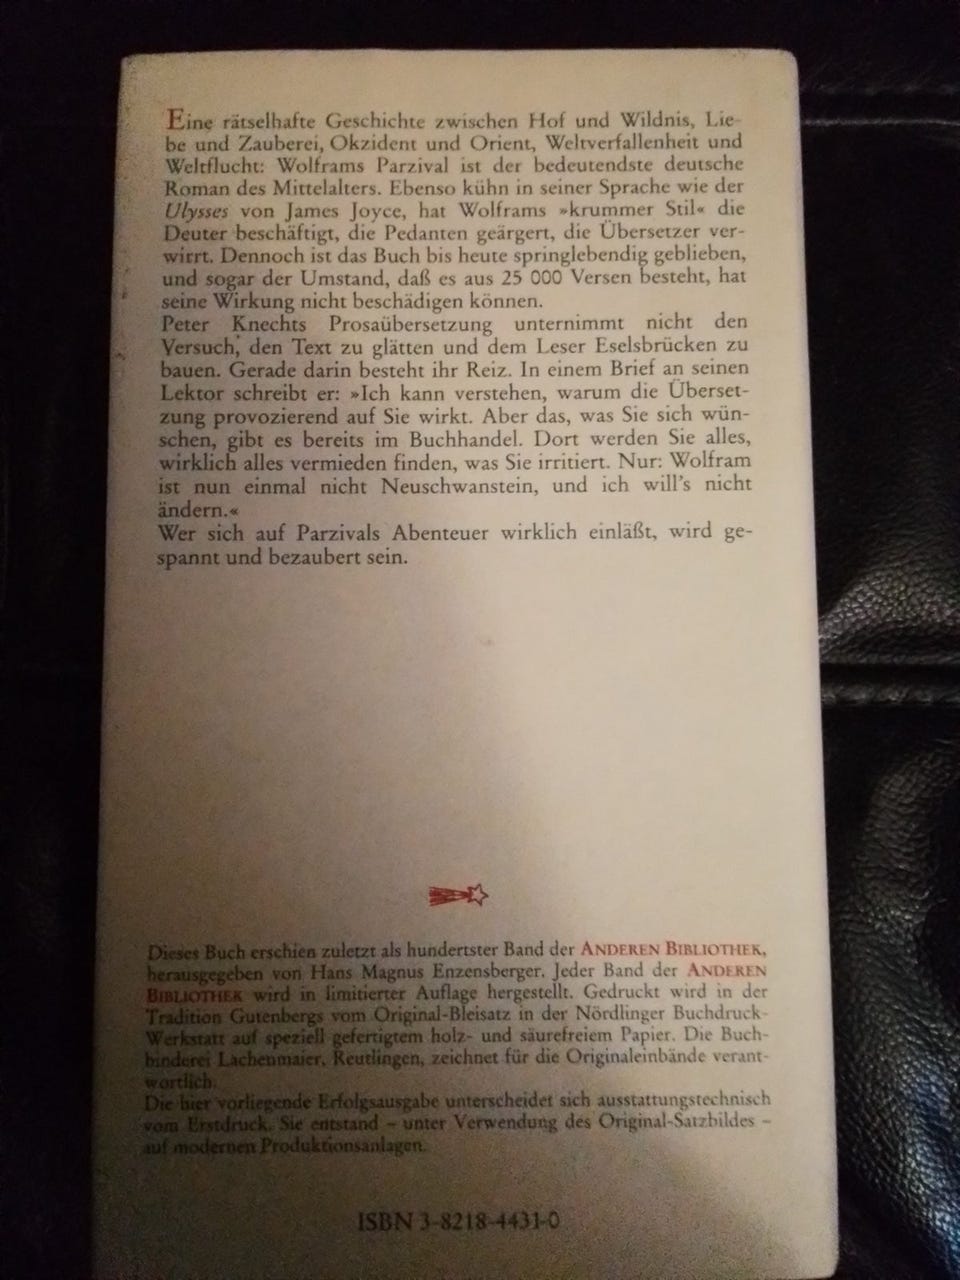 Eine rätselhafte Geschichte zwischen Hof und Wildnis, Lie-
be und Zauberei, Okzident und Orient, Weltverfallenheit und
Weltflucht: Wolframs Parzival ist der bedeutendste deutsche
Roman des Mittelalters. Ebenso kühn in seiner Sprache wie der
Ulysses von James Joyce, hat Wolframs »krummer Stil« die
Deuter beschäftigt, die Pedanten geärgert, die Übersetzer ver-
wirrt. Dennoch ist das Buch bis heute springlebendig geblieben,
und sogar der Umstand, daß es aus 25 000 Versen besteht, hat
seine Wirkung nicht beschädigen können.
Peter Knechts Prosaübersetzung unternimmt nicht den
Versuch, den Text zu glätten und dem Leser Eselsbrücken zu
bauen. Gerade darin besteht ihr Reiz. In einem Brief an seinen
Lektor schreibt er: »Ich kann verstehen, warum die Überset-
zung provozierend auf Sie wirkt. Aber das, was Sie sich wün-
schen, gibt es bereits im Buchhandel. Dort werden Sie alles,
wirklich alles vermieden finden, was Sie irritiert. Nur: Wolfram
ist nun einmal nicht Neuschwanstein, und ich will's nicht
ändern.«
Wer sich auf Parzivals Abenteuer wirklich einläßt, wird ge-
spannt und bezaubert sein.
Dieses Buch erschien zuletzt als hundertster Band der ANDEREN BIBLIOTHEK,
herausgegeben von Hans Magnus Enzensberger. Jeder Band der ANDEREN
BIBLIOTHEK wird in limitierter Auflage hergestellt. Gedruckt wird in der
Tradition Gutenbergs vom Original-Bleisatz in der Nördlinger Buchdruck-
Werkstatt auf speziell gefertigtem holz- und säurefreiem Papier. Die Buch-
binderei Lachenmaier, Reutlingen, zeichnet für die Originaleinbände verant-
wortlich.
Die hier vorliegende Erfolgsausgabe unterscheidet sich ausstattungstechnisch
vom Erstdruck. Sie entstand – unter Verwendung des Original-Satzbildes –
auf modernen Produktionsanlagen.
ISBN 3-8218-4431-0